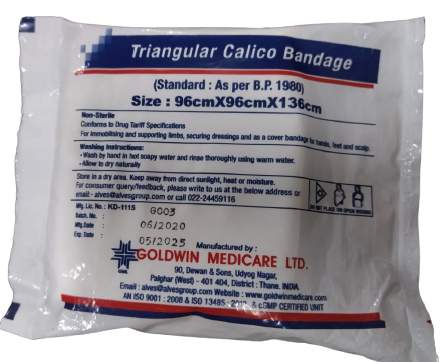 Triangular Calico Bandage
(Standard : As per B.P. 1980)
Size : 96cmX96cmX136cm
Non-Sterile
Conforms to Drug Tariff Specifications
For immobilising and supporting limbs, securing dressings and as a cover bandage for hands, feet and scalp.
Washing Instructions:
- Wash by hand in hot soapy water and rinse thoroughly using warm water.
- Allow to dry naturally
Store in a dry area. Keep away from direct sunlight, heat or moisture.
For consumer query/feedback, please write to us at the below address or
email:- alves@alvesgroup.com or call 022-24459116
DO NOT PLACE ON OPEN WOUNDS
Mfg. Lic. No. : KD-1115
Batch. No. : G003
Mfg. Date : 06/2020
Exp. Date : 05/2025
Manufactured by :
GOLDWIN MEDICARE LTD.
GML
90, Dewan & Sons, Udyog Nagar,
Palghar (West) - 401 404, District : Thane. INDIA
Email : alves@alvesgroup.com Website : www.goldwinmedicare.com
AN ISO 9001 : 2008 & ISO 13485 - & cGMP CERTIFIED UNIT